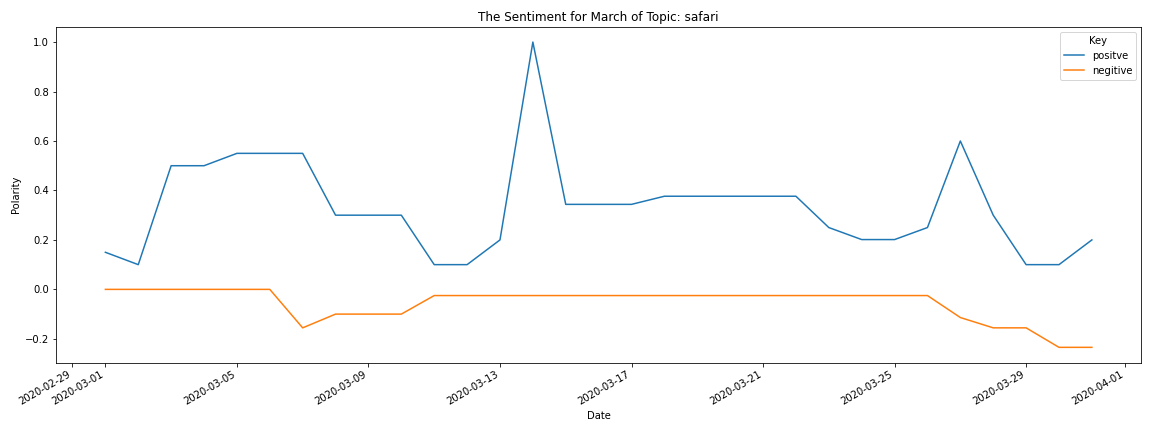 The Sentiment for March of Topic: safari
Key
positve
negitive
1.0
0.8
0.6
0.4
0.2
0.0
−0.2
Polarity
2020-02-29
2020-03-01
2020-03-05
2020-03-09
2020-03-13
2020-03-17
2020-03-21
2020-03-25
2020-03-29
2020-04-01
Date